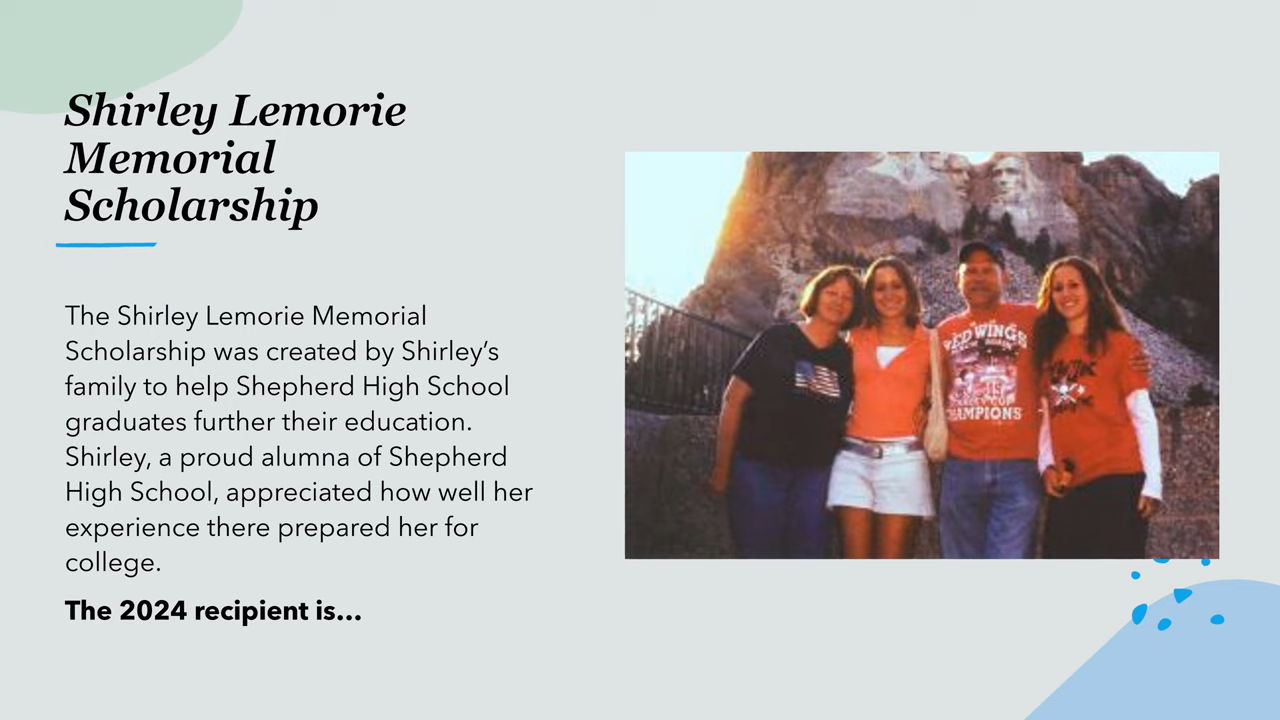 Shirley Lemorie
Memorial
Scholarship
The Shirley Lemorie Memorial
Scholarship was created by Shirley’s
family to help Shepherd High School
graduates further their education.
Shirley, a proud alumna of Shepherd
High School, appreciated how well her
experience there prepared her for
college.
The 2024 recipient is...
RED WINGS
CHAMPIONS